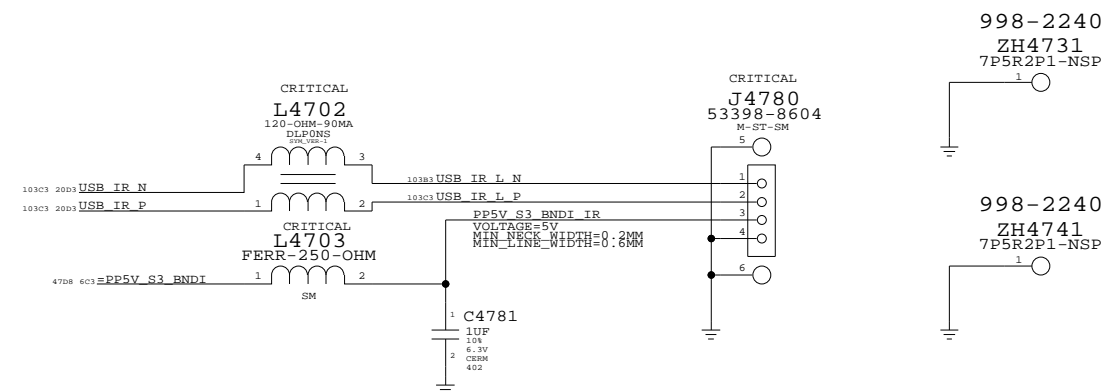 998-2240
ZH4731
7P5R2P1-NSP
1
CRITICAL
L4702
120-OHM-90MA
DLP0NS
SYM_VER-1
4 3
CRITICAL
J4780
53398-8604
M-ST-SM
5
103C3 20D3 USB_IR_N
103B3 USB_IR_L_N
1
103C3 20D3 USB_IR_P
1 2
103C3 USB_IR_L_P
2
PP5V_S3_BNDI_IR
3
VOLTAGE=5V
MIN_NECK_WIDTH=0.2MM
MIN_LINE_WIDTH=0.6MM
4
CRITICAL
L4703
FERR-250-OHM
47D8 6C3 =PP5V_S3_BNDI
1 2
SM
6
998-2240
ZH4741
7P5R2P1-NSP
1
1 C4781
1UF
10%
6.3V
2 CERM
402